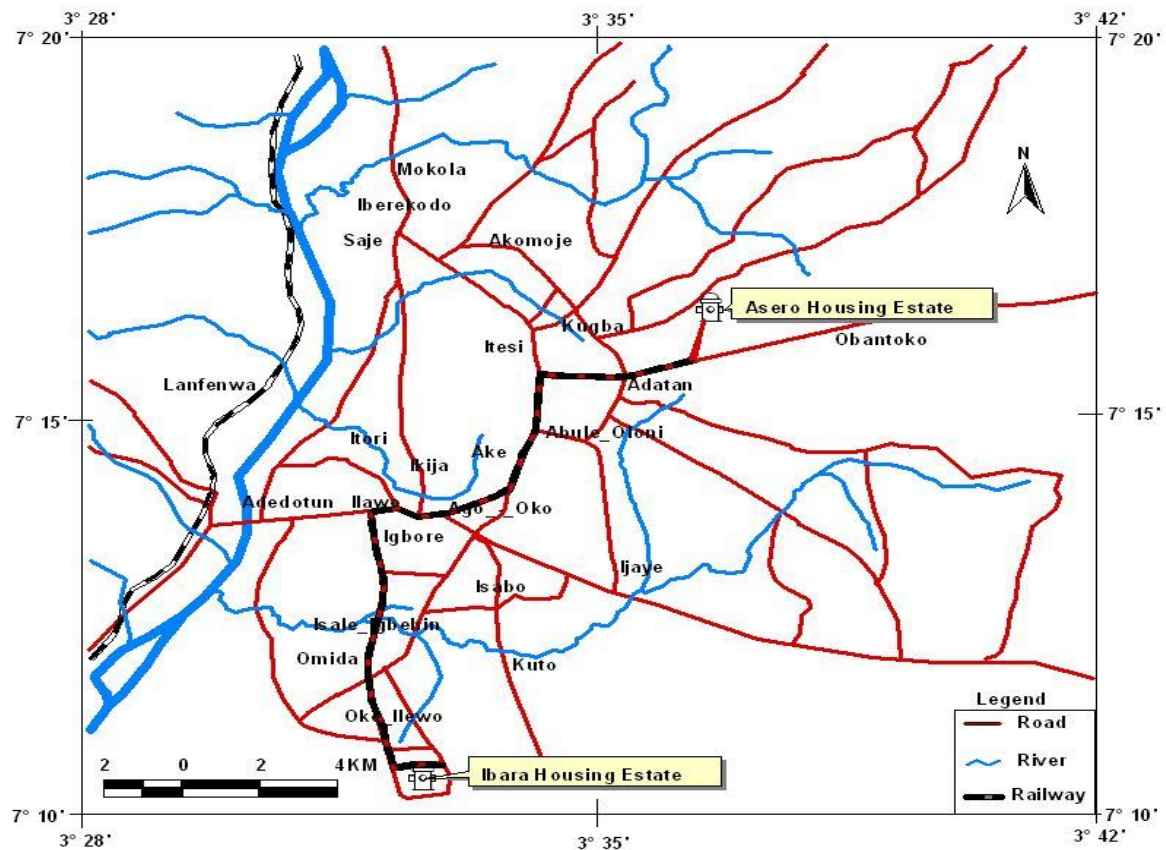 3° 28'
3° 35'
3° 42'
7° 20'
7° 20'
N
Mokola
Iberekodo
Saje
Akomoje
Asero Housing Estate
Kugba
Itesi
Obantoko
Lanfenwa
Adatan
7° 15'
7° 15'
Itori
Abule_Oloni
Ake
Ikija
Adedotun
Ilawo
Ago_-_Oko
Igbore
Ijaye
Isabo
Isale_Igbehin
Omida
Kuto
Legend
Oke_Ilewo
Road
2 0 2 4KM
River
Ibara Housing Estate
Railway
7° 10'
7° 10'
3° 28'
3° 35'
3° 42'